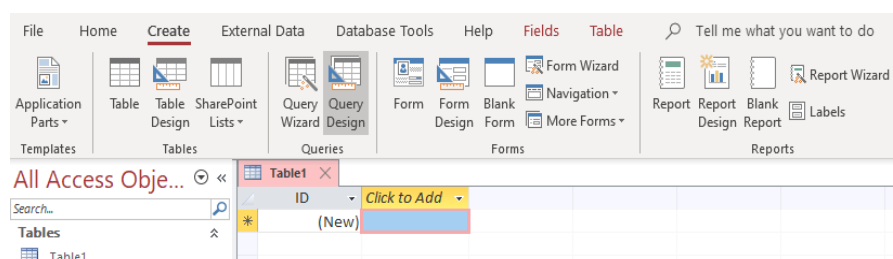 File Home Create External Data Database Tools Help Fields Table Tell me what you want to do
Application Parts
Table
Table Design
SharePoint Lists
Query Wizard
Query Design
Form
Form Design
Blank Form
Form Wizard
Navigation
More Forms
Report
Report Design
Blank Report
Report Wizard
Labels
Templates Tables Queries Forms Reports
All Access Obje... «
Search...
Tables
Table1
Table1
ID Click to Add
(New)